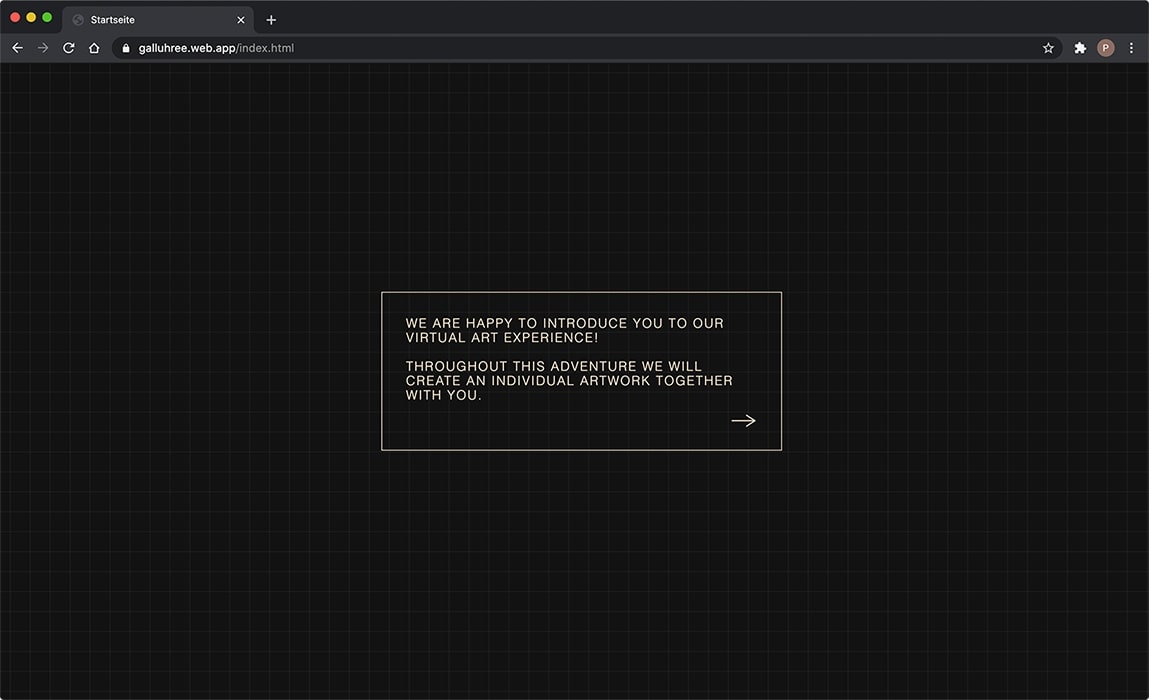 Startseite
galluhree.web.app/index.html
P
WE ARE HAPPY TO INTRODUCE YOU TO OUR
VIRTUAL ART EXPERIENCE!
THROUGHOUT THIS ADVENTURE WE WILL
CREATE AN INDIVIDUAL ARTWORK TOGETHER
WITH YOU.